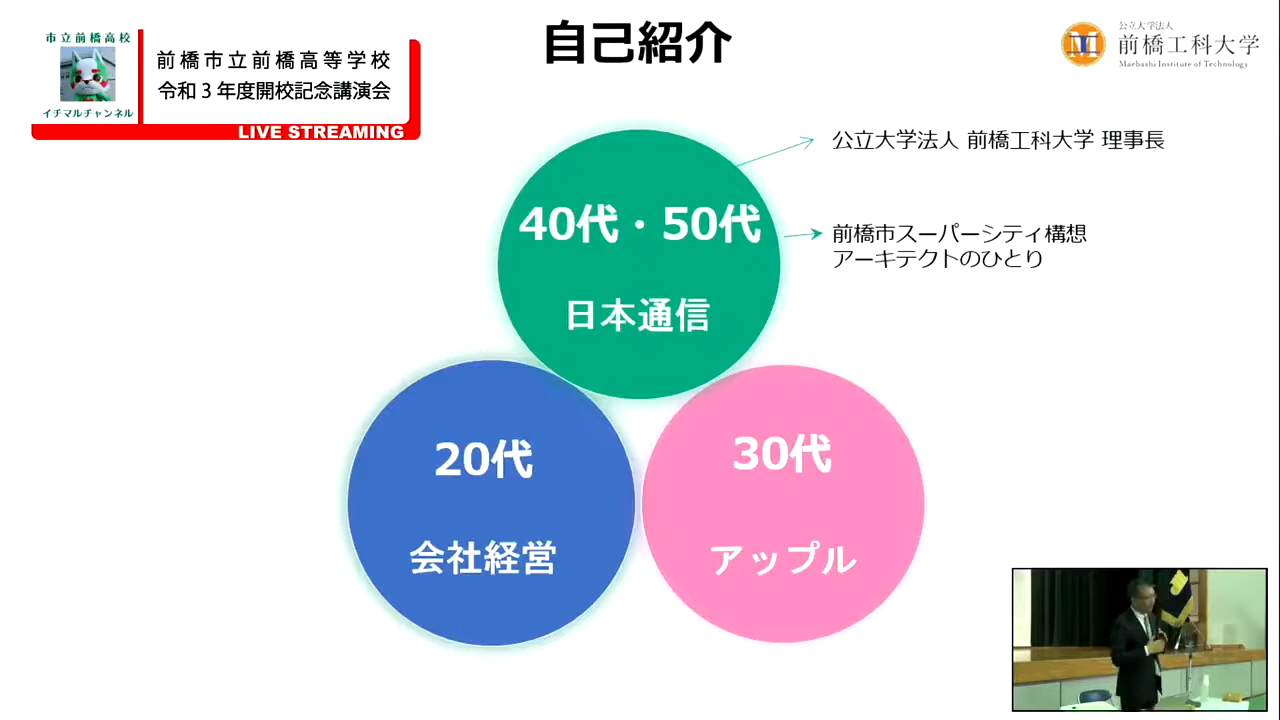 市立前橋高校
イチマルチャンネル
前橋市立前橋高等学校
令和3年度開校記念講演会
LIVE STREAMING
自己紹介
公立大学法人
前橋工科大学
Maebashi Institute of Technology
40代・50代
日本通信
公立大学法人 前橋工科大学 理事長
前橋市スーパーシティ構想
アーキテクトのひとり
20代
会社経営
30代
アップル